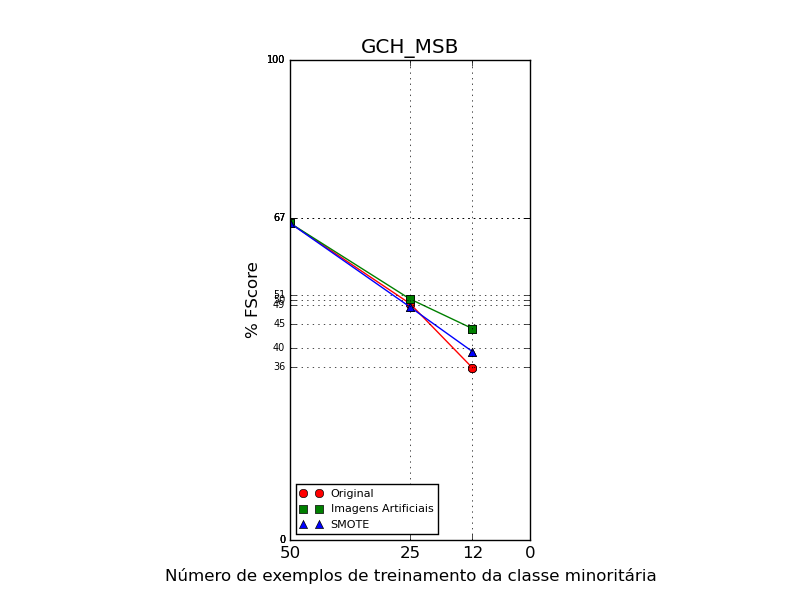 GCH_MSB
100
67
51
50
49
45
40
36
0
50 25 12 0
% FScore
Número de exemplos de treinamento da classe minoritária
Original
Imagens Artificiais
SMOTE